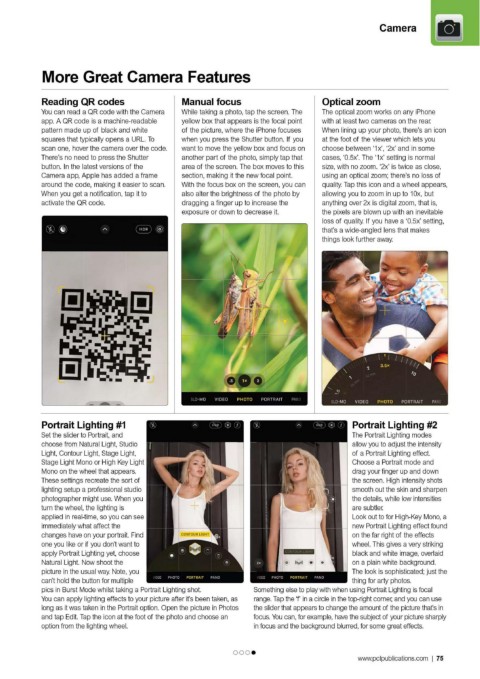 Camera
More Great Camera Features
Reading QR codes
You can read a QR code with the Camera
app. A QR code is a machine-readable
pattern made up of black and white
squares that typically opens a URL. To
scan one, hover the camera over the code.
There's no need to press the Shutter
button. In the latest versions of the
Camera app, Apple has added a frame
around the code, making it easier to scan.
When you get a notification, tap it to
activate the QR code.
Manual focus
While taking a photo, tap the screen. The
yellow box that appears is the focal point
of the picture, where the iPhone focuses
when you press the Shutter button. If you
want to move the yellow box and focus on
another part of the photo, simply tap that
area of the screen. The box moves to this
section, making it the new focal point.
With the focus box on the screen, you can
also alter the brightness of the photo by
dragging a finger up to increase the
exposure or down to decrease it.
SLO-MO VIDEO PHOTO PORTRAIT PANO
Optical zoom
The optical zoom works on any iPhone
with at least two cameras on the rear.
When lining up your photo, there's an icon
at the foot of the viewer which lets you
choose between '1x', '2x' and in some
cases, '0.5x'. The '1x' setting is normal
size, with no zoom. '2x' is twice as close,
using an optical zoom; there's no loss of
quality. Tap this icon and a wheel appears,
allowing you to zoom in up to 10x, but
anything over 2x is digital zoom, that is,
the pixels are blown up with an inevitable
loss of quality. If you have a '0.5x' setting,
that's a wide-angled lens that makes
things look further away.
SLO-MO VIDEO PHOTO PORTRAIT PANO
Portrait Lighting #1
Set the slider to Portrait, and
choose from Natural Light, Studio
Light, Contour Light, Stage Light,
Stage Light Mono or High Key Light
Mono on the wheel that appears.
These settings recreate the sort of
lighting setup a professional studio
photographer might use. When you
turn the wheel, the lighting is
applied in real-time, so you can see
immediately what affect the
changes have on your portrait. Find
one you like or if you don't want to
apply Portrait Lighting yet, choose
Natural Light. Now shoot the
picture in the usual way. Note, you
can't hold the button for multiple
pics in Burst Mode whilst taking a Portrait Lighting shot.
You can apply lighting effects to your picture after it's been taken, as
long as it was taken in the Portrait option. Open the picture in Photos
and tap Edit. Tap the icon at the foot of the photo and choose an
option from the lighting wheel.
CONTOUR LIGHT
PHOTO PORTRAIT PANO
PHOTO PORTRAIT PANO
Portrait Lighting #2
The Portrait Lighting modes
allow you to adjust the intensity
of a Portrait Lighting effect.
Choose a Portrait mode and
drag your finger up and down
the screen. High intensity shots
smooth out the skin and sharpen
the details, while low intensities
are subtler.
Look out to for High-Key Mono, a
new Portrait Lighting effect found
on the far right of the effects
wheel. This gives a very striking
black and white image, overlaid
on a plain white background.
The look is sophisticated; just the
thing for arty photos.
Something else to play with when using Portrait Lighting is focal
range. Tap the 'f' in a circle in the top-right corner, and you can use
the slider that appears to change the amount of the picture that's in
focus. You can, for example, have the subject of your picture sharply
in focus and the background blurred, for some great effects.
www.pclpublications.com | 75